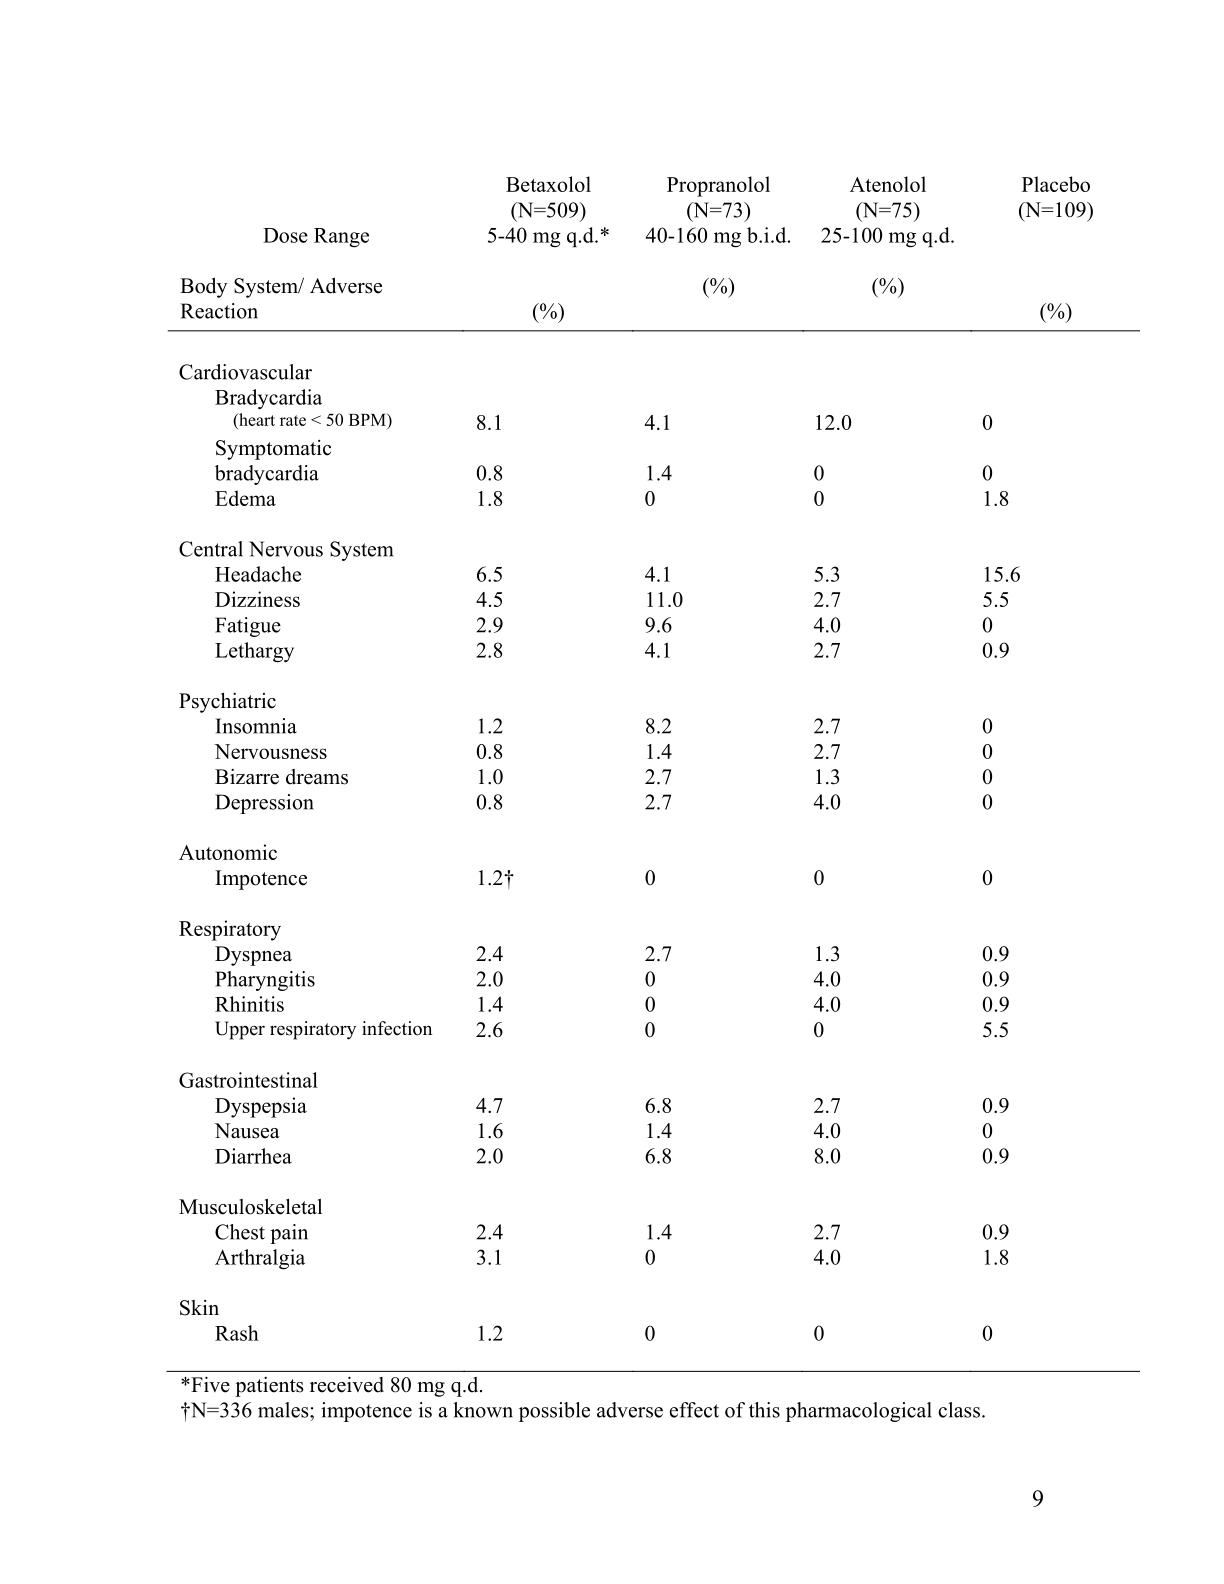 Betaxolol Propranolol Atenolol Placebo
(N=509) (N=73) (N=75) (N=109)
Dose Range 5-40 mg q.d.* 40-160 mg b.i.d. 25-100 mg q.d.
Body System/ Adverse (%) (%)
Reaction (%) (%)
Cardiovascular
Bradycardia
(heart rate < 50 BPM) 8.1 4.1 12.0 0
Symptomatic
bradycardia 0.8 1.4 0 0
Edema 1.8 0 0 1.8
Central Nervous System
Headache 6.5 4.1 5.3 15.6
Dizziness 4.5 11.0 2.7 5.5
Fatigue 2.9 9.6 4.0 0
Lethargy 2.8 4.1 2.7 0.9
Psychiatric
Insomnia 1.2 8.2 2.7 0
Nervousness 0.8 1.4 2.7 0
Bizarre dreams 1.0 2.7 1.3 0
Depression 0.8 2.7 4.0 0
Autonomic
Impotence 1.2† 0 0 0
Respiratory
Dyspnea 2.4 2.7 1.3 0.9
Pharyngitis 2.0 0 4.0 0.9
Rhinitis 1.4 0 4.0 0.9
Upper respiratory infection 2.6 0 0 5.5
Gastrointestinal
Dyspepsia 4.7 6.8 2.7 0.9
Nausea 1.6 1.4 4.0 0
Diarrhea 2.0 6.8 8.0 0.9
Musculoskeletal
Chest pain 2.4 1.4 2.7 0.9
Arthralgia 3.1 0 4.0 1.8
Skin
Rash 1.2 0 0 0
*Five patients received 80 mg q.d.
†N=336 males; impotence is a known possible adverse effect of this pharmacological class.
9